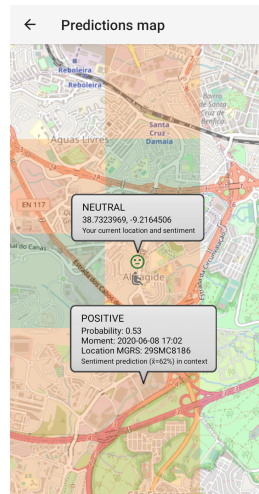 Predictions map
Reboleira
Reboleira
Bairro
de Santa
Cruz de
Benfica
Santa
Cruz
Damaia
Águas Livres
EN 117
NEUTRAL
38.7323969, -9.2164506
Your current location and sentiment
Alfragide
POSITIVE
Probability: 0.53
Moment: 2020-06-08 17:02
Location MGRS: 29SMC8186
Sentiment prediction (x̄=62%) in context